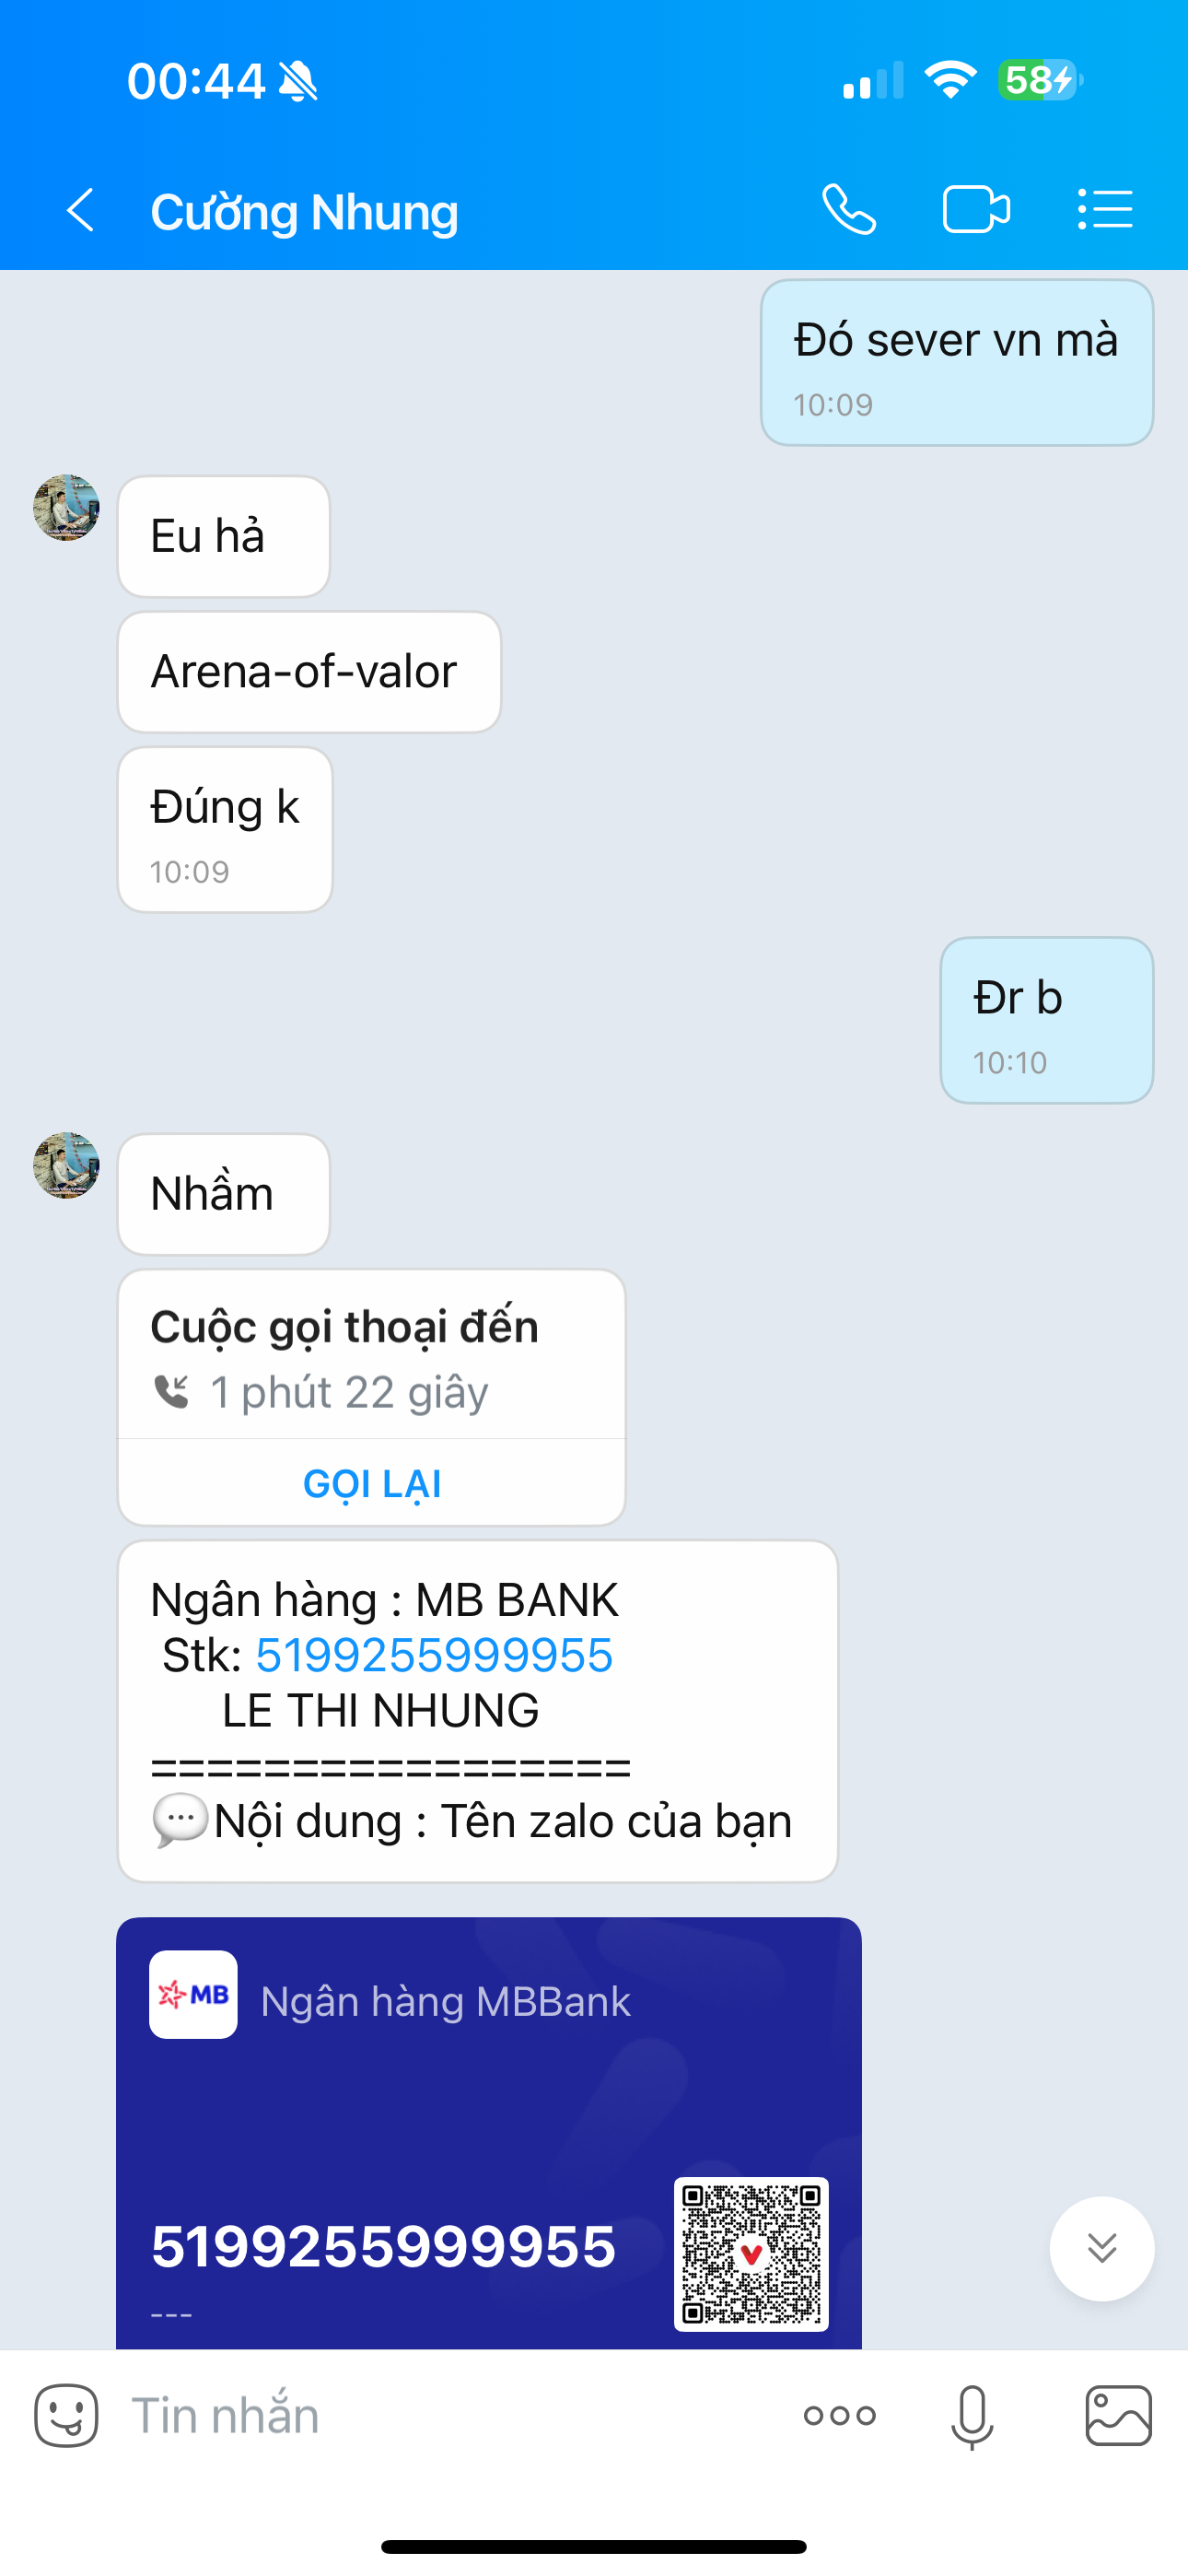 00:44
58
Cường Nhung
Đó sever vn mà
10:09
Eu hả
Arena-of-valor
Đúng k
10:09
Đr b
10:10
Nhầm
Cuộc gọi thoại đến
1 phút 22 giây
GỌI LẠI
Ngân hàng : MB BANK
Stk: 5199255999955
LE THI NHUNG
=================
💬Nội dung : Tên zalo của bạn
MB Ngân hàng MBBank
5199255999955
---
Tin nhắn